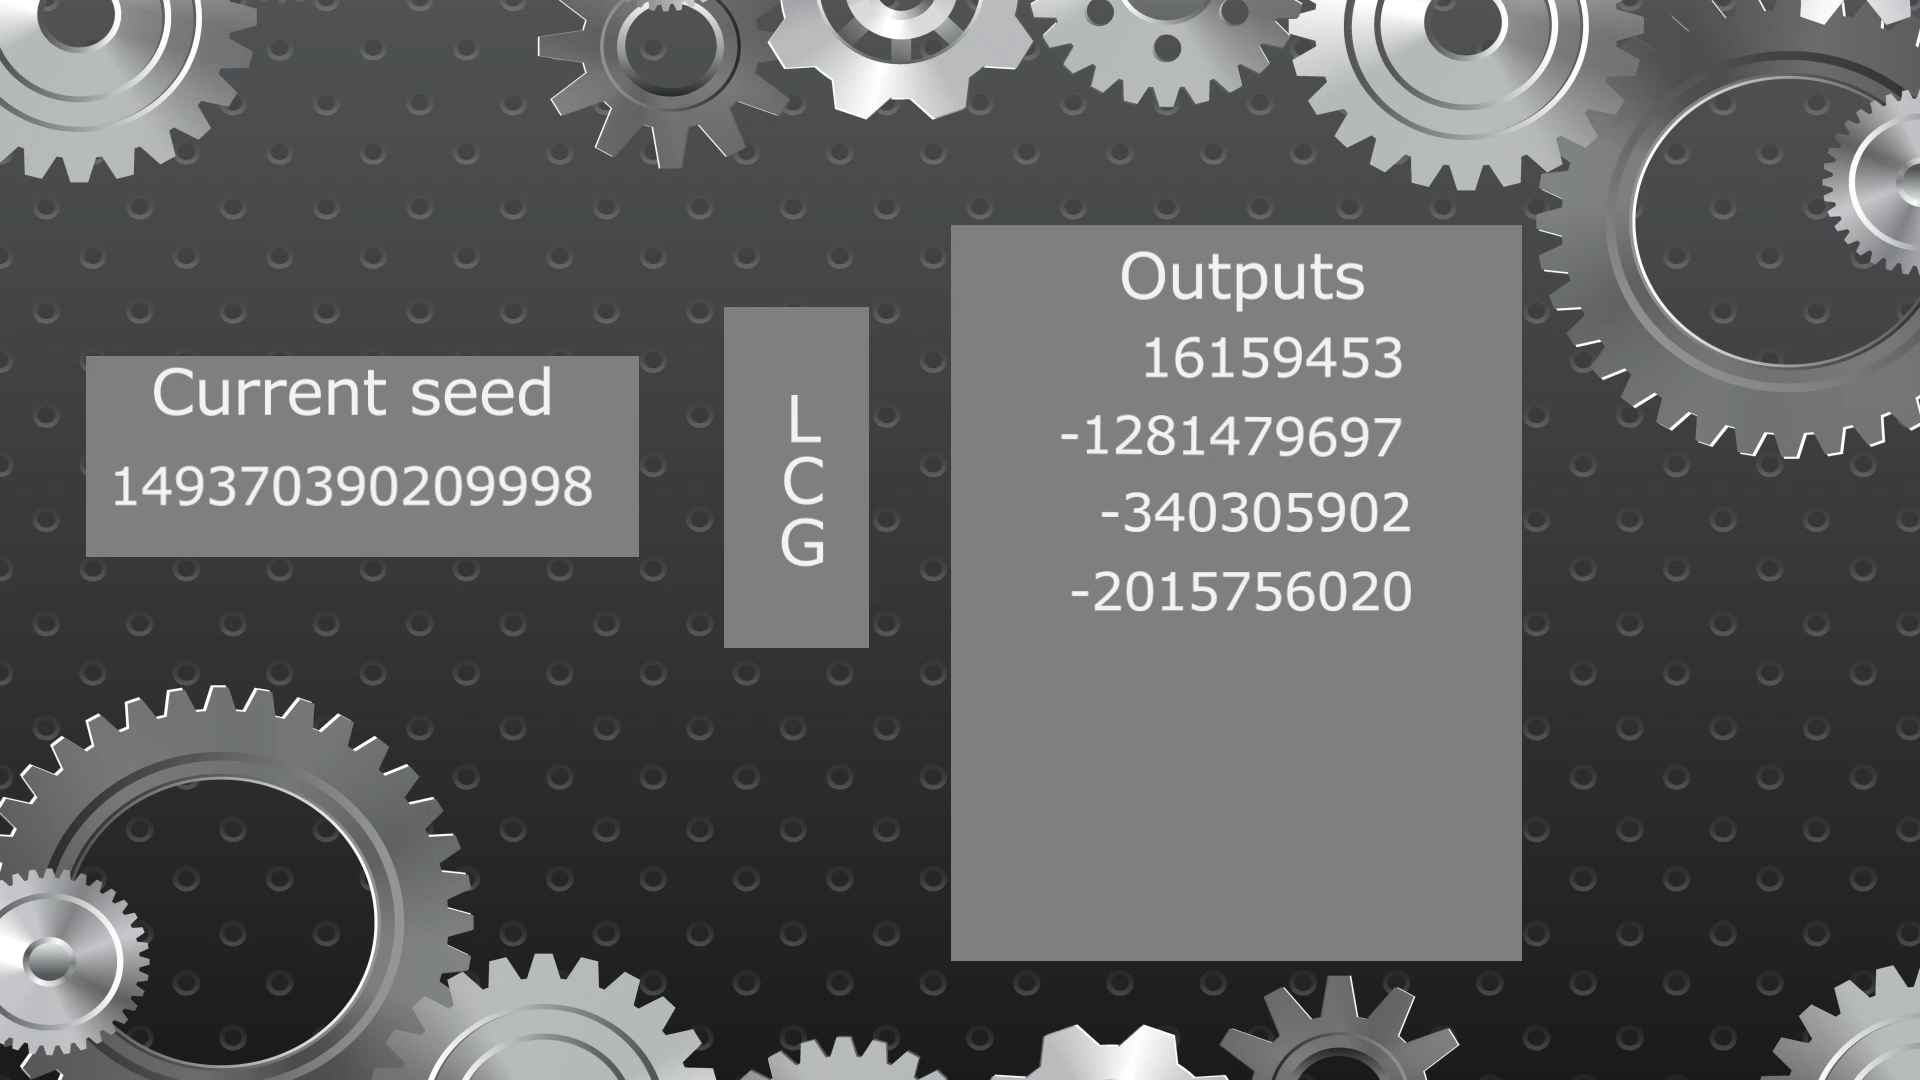 Current seed
149370390209998
L
C
G
Outputs
16159453
-1281479697
-340305902
-2015756020